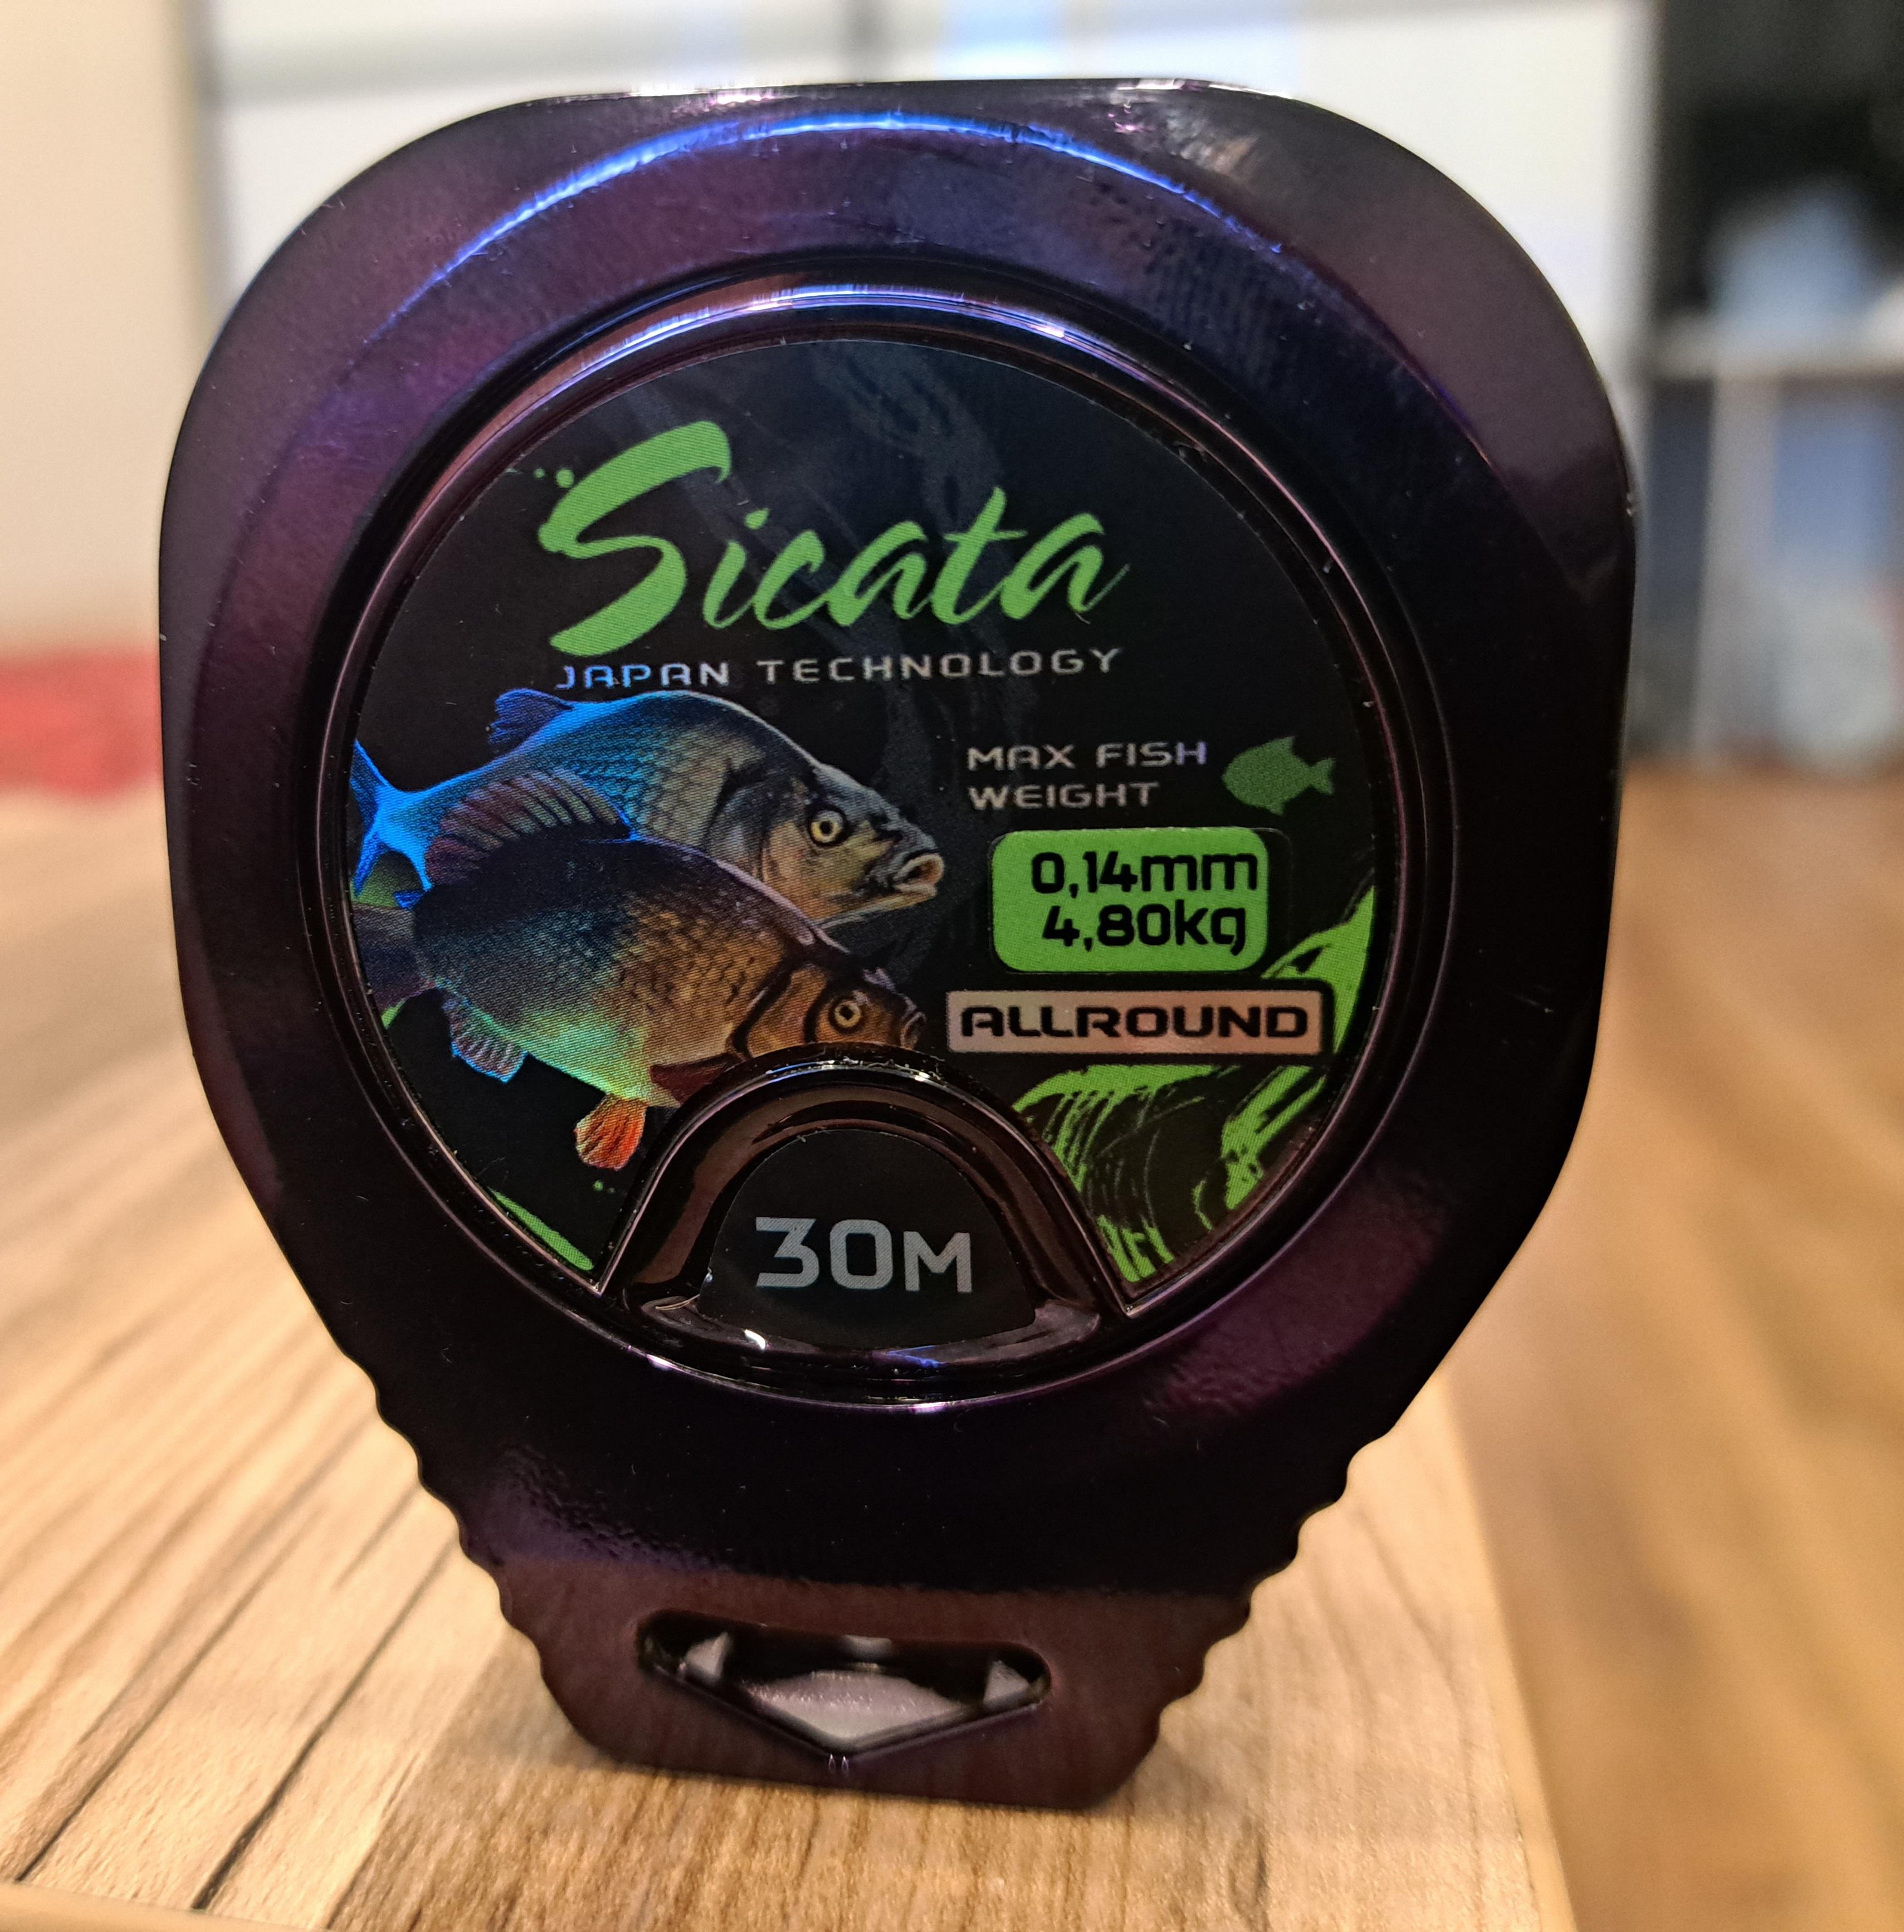 Sicata
JAPAN TECHNOLOGY
MAX FISH
WEIGHT
0,14mm
4,80kg
ALLROUND
30M